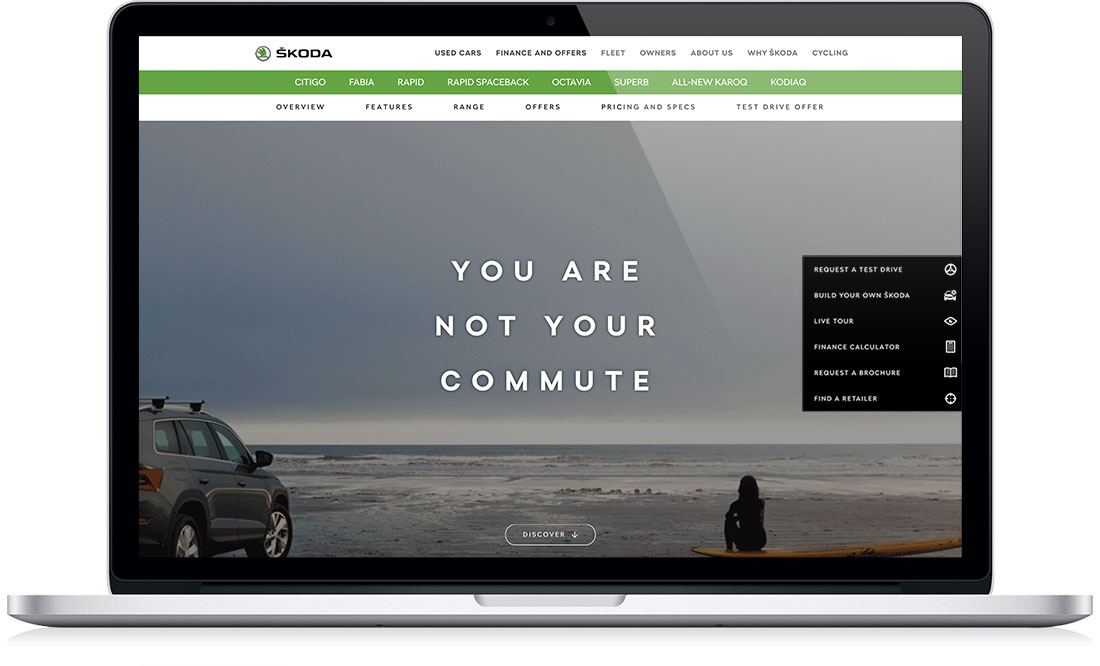 ŠKODA
USED CARS FINANCE AND OFFERS FLEET OWNERS ABOUT US WHY ŠKODA CYCLING
CITIGO FABIA RAPID RAPID SPACEBACK OCTAVIA SUPERB ALL-NEW KAROQ KODIAQ
OVERVIEW FEATURES RANGE OFFERS PRICING AND SPECS TEST DRIVE OFFER
YOU ARE
NOT YOUR
COMMUTE
REQUEST A TEST DRIVE
BUILD YOUR OWN ŠKODA
LIVE TOUR
FINANCE CALCULATOR
REQUEST A BROCHURE
FIND A RETAILER
DISCOVER ↓